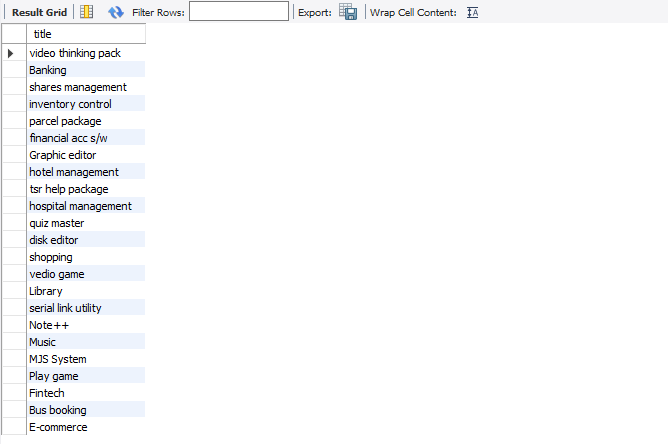 Result Grid Filter Rows: Export: Wrap Cell Content: IA
title
video thinking pack
Banking
shares management
inventory control
parcel package
financial acc s/w
Graphic editor
hotel management
tsr help package
hospital management
quiz master
disk editor
shopping
vedio game
Library
serial link utility
Note++
Music
MJS System
Play game
Fintech
Bus booking
E-commerce